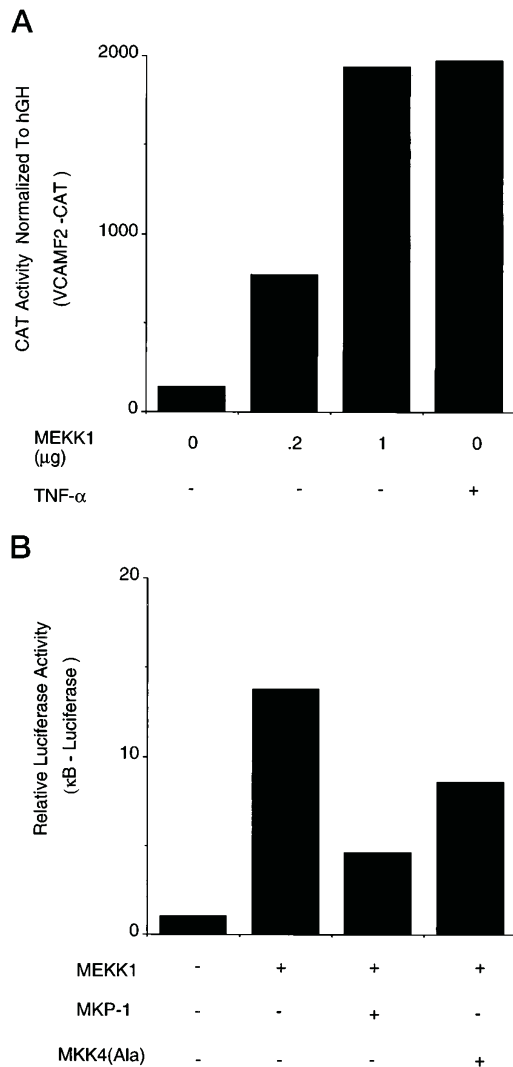 A
CAT Activity Normalized To hGH
(VCAMF2 -CAT)
2000
1000
0
MEKK1
(μg)
0 .2 1 0
TNF-α - - - +
B
Relative Luciferase Activity
(κB - Luciferase )
20
10
0
MEKK1 - + + +
MKP-1 - - + -
MKK4(Ala) - - - +